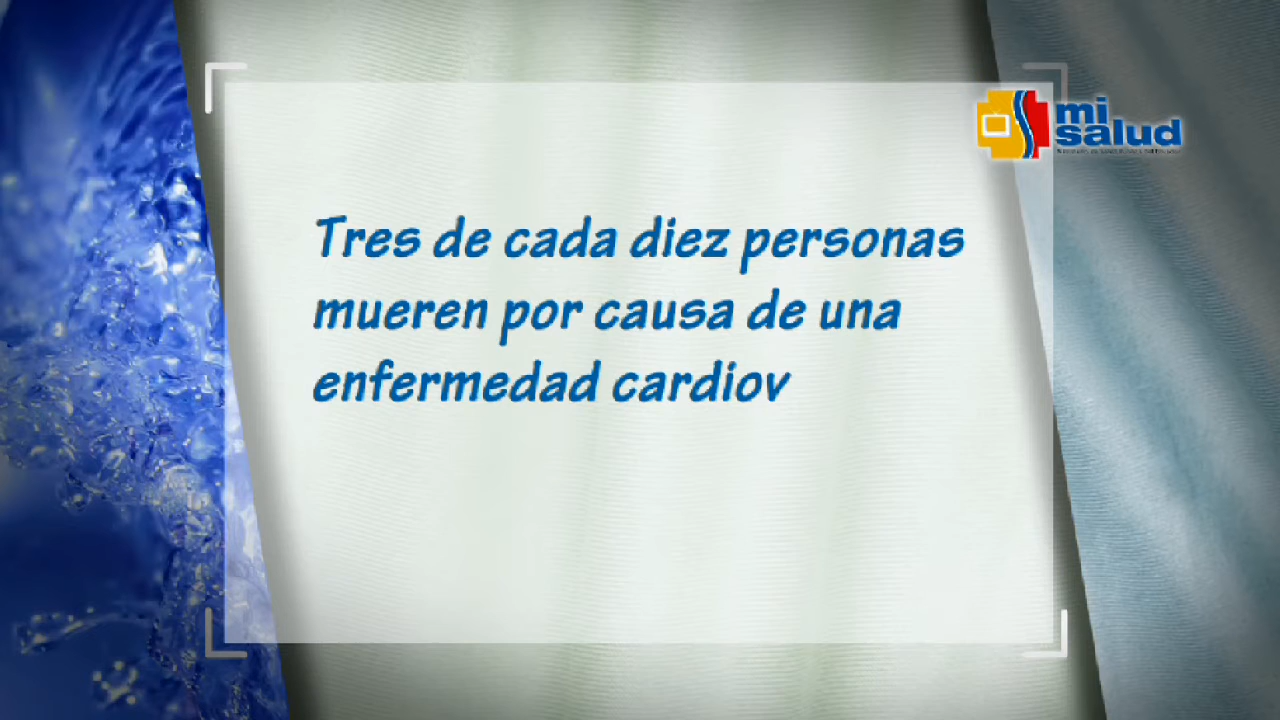 mi
salud
Tres de cada diez personas
mueren por causa de una
enfermedad cardiov